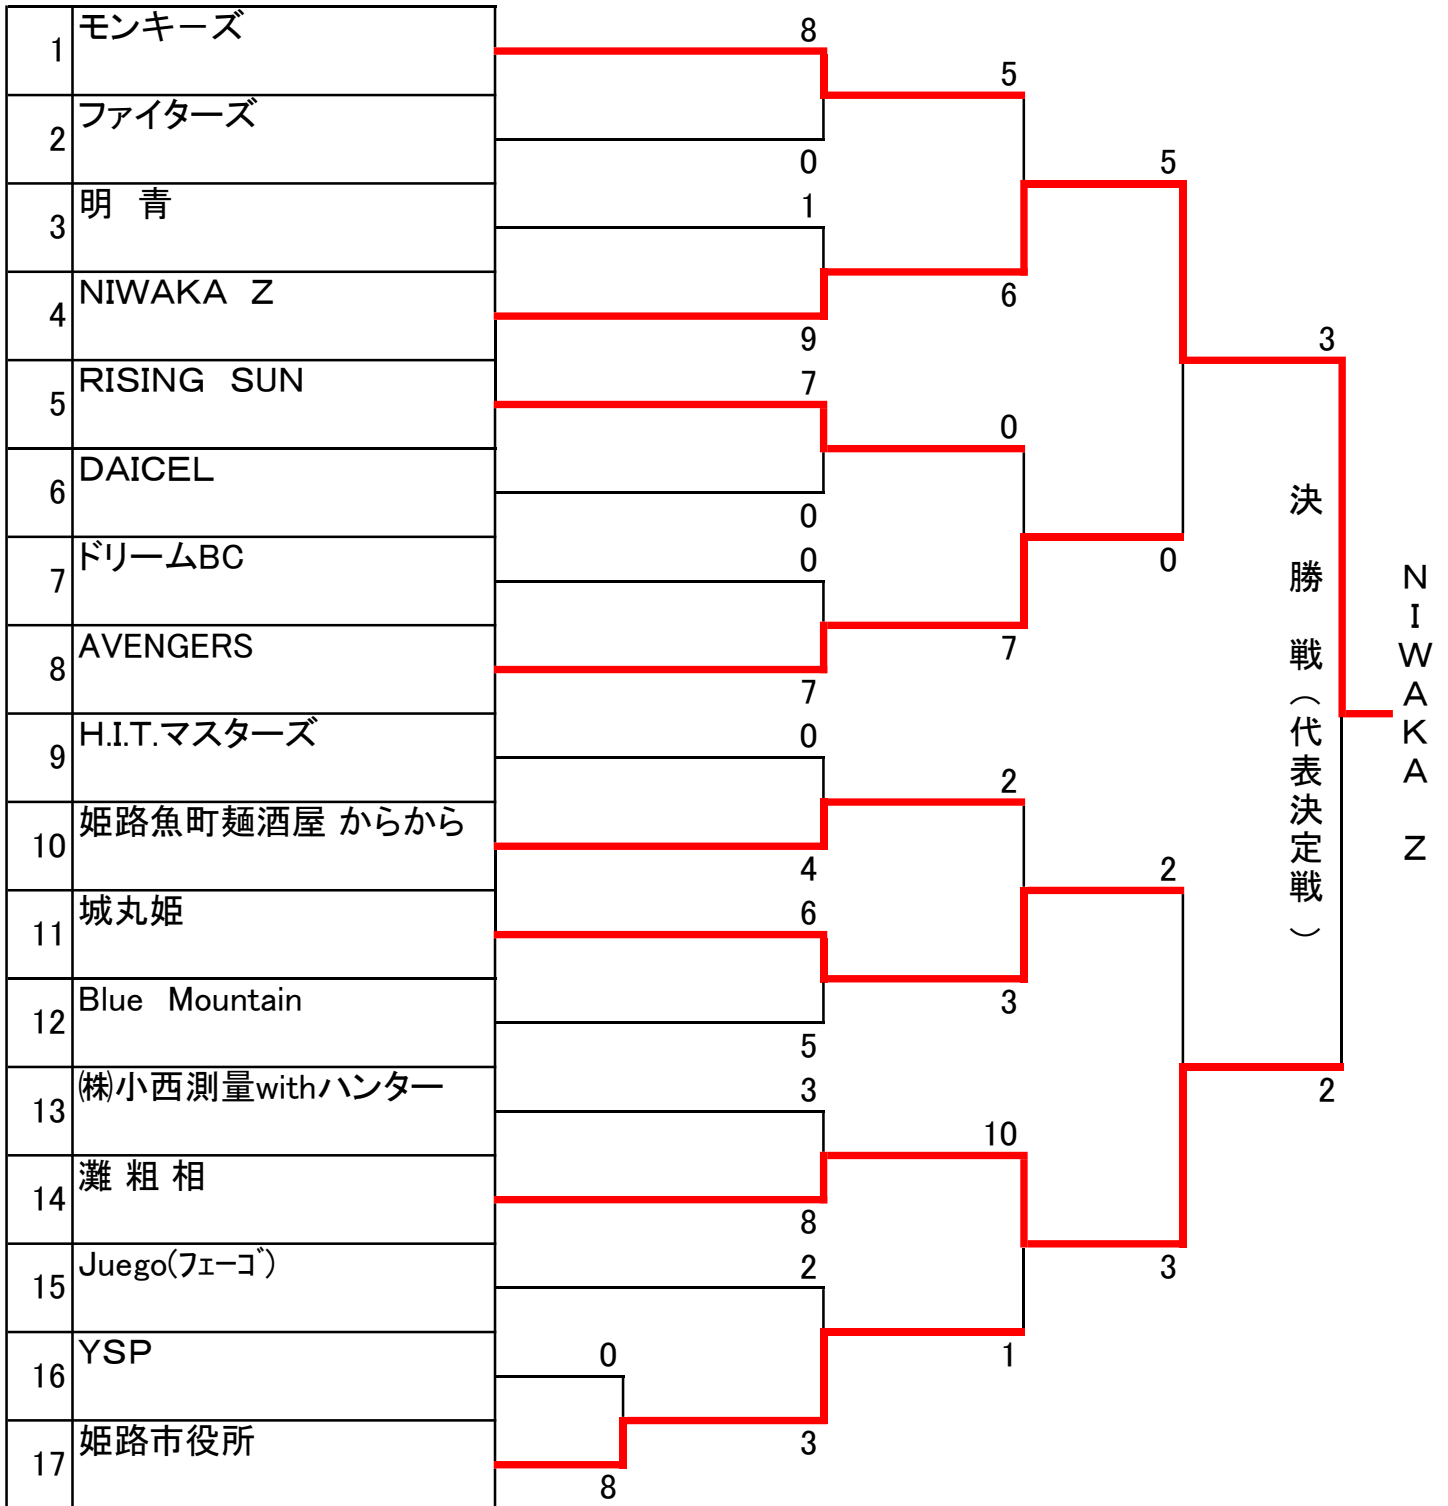 1 モンキーズ
2 ファイターズ
3 明　青
4 NIWAKA　Z
5 RISING　SUN
6 DAICEL
7 ドリームBC
8 AVENGERS
9 H.I.T.マスターズ
10 姫路魚町麺酒屋 からから
11 城丸姫
12 Blue　Mountain
13 ㈱小西測量withハンター
14 灘 粗 相
15 Juego(ﾌｪｰｺﾞ)
16 YSP
17 姫路市役所
0
8
8
0
1
9
7
0
0
7
0
4
6
5
3
8
2
3
5
6
0
7
2
3
10
1
5
0
2
3
3
2
決　勝　戦（代表決定戦）
NIWAKA　Z